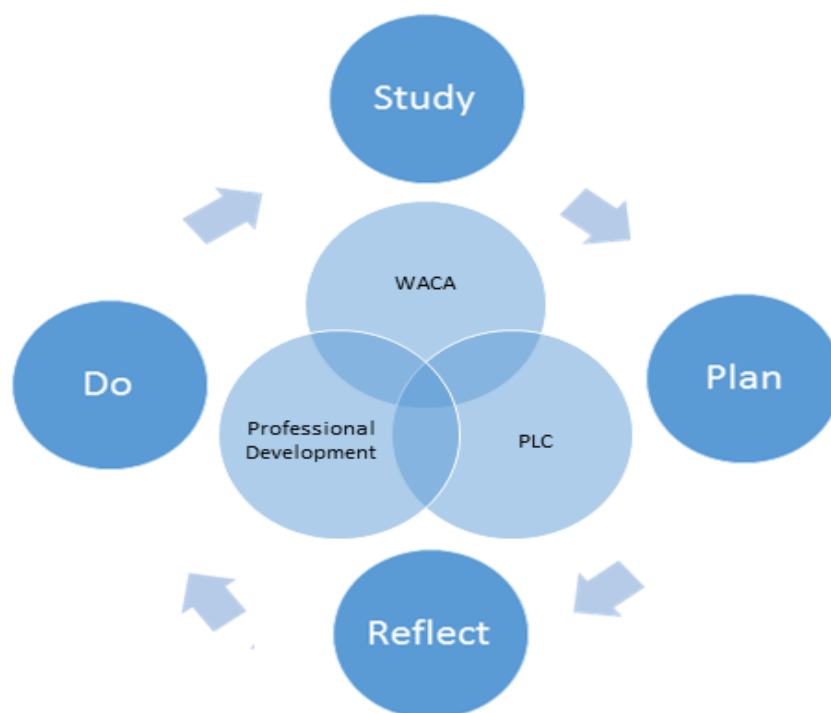 Study
WACA
Do
Plan
Professional
Development
PLC
Reflect